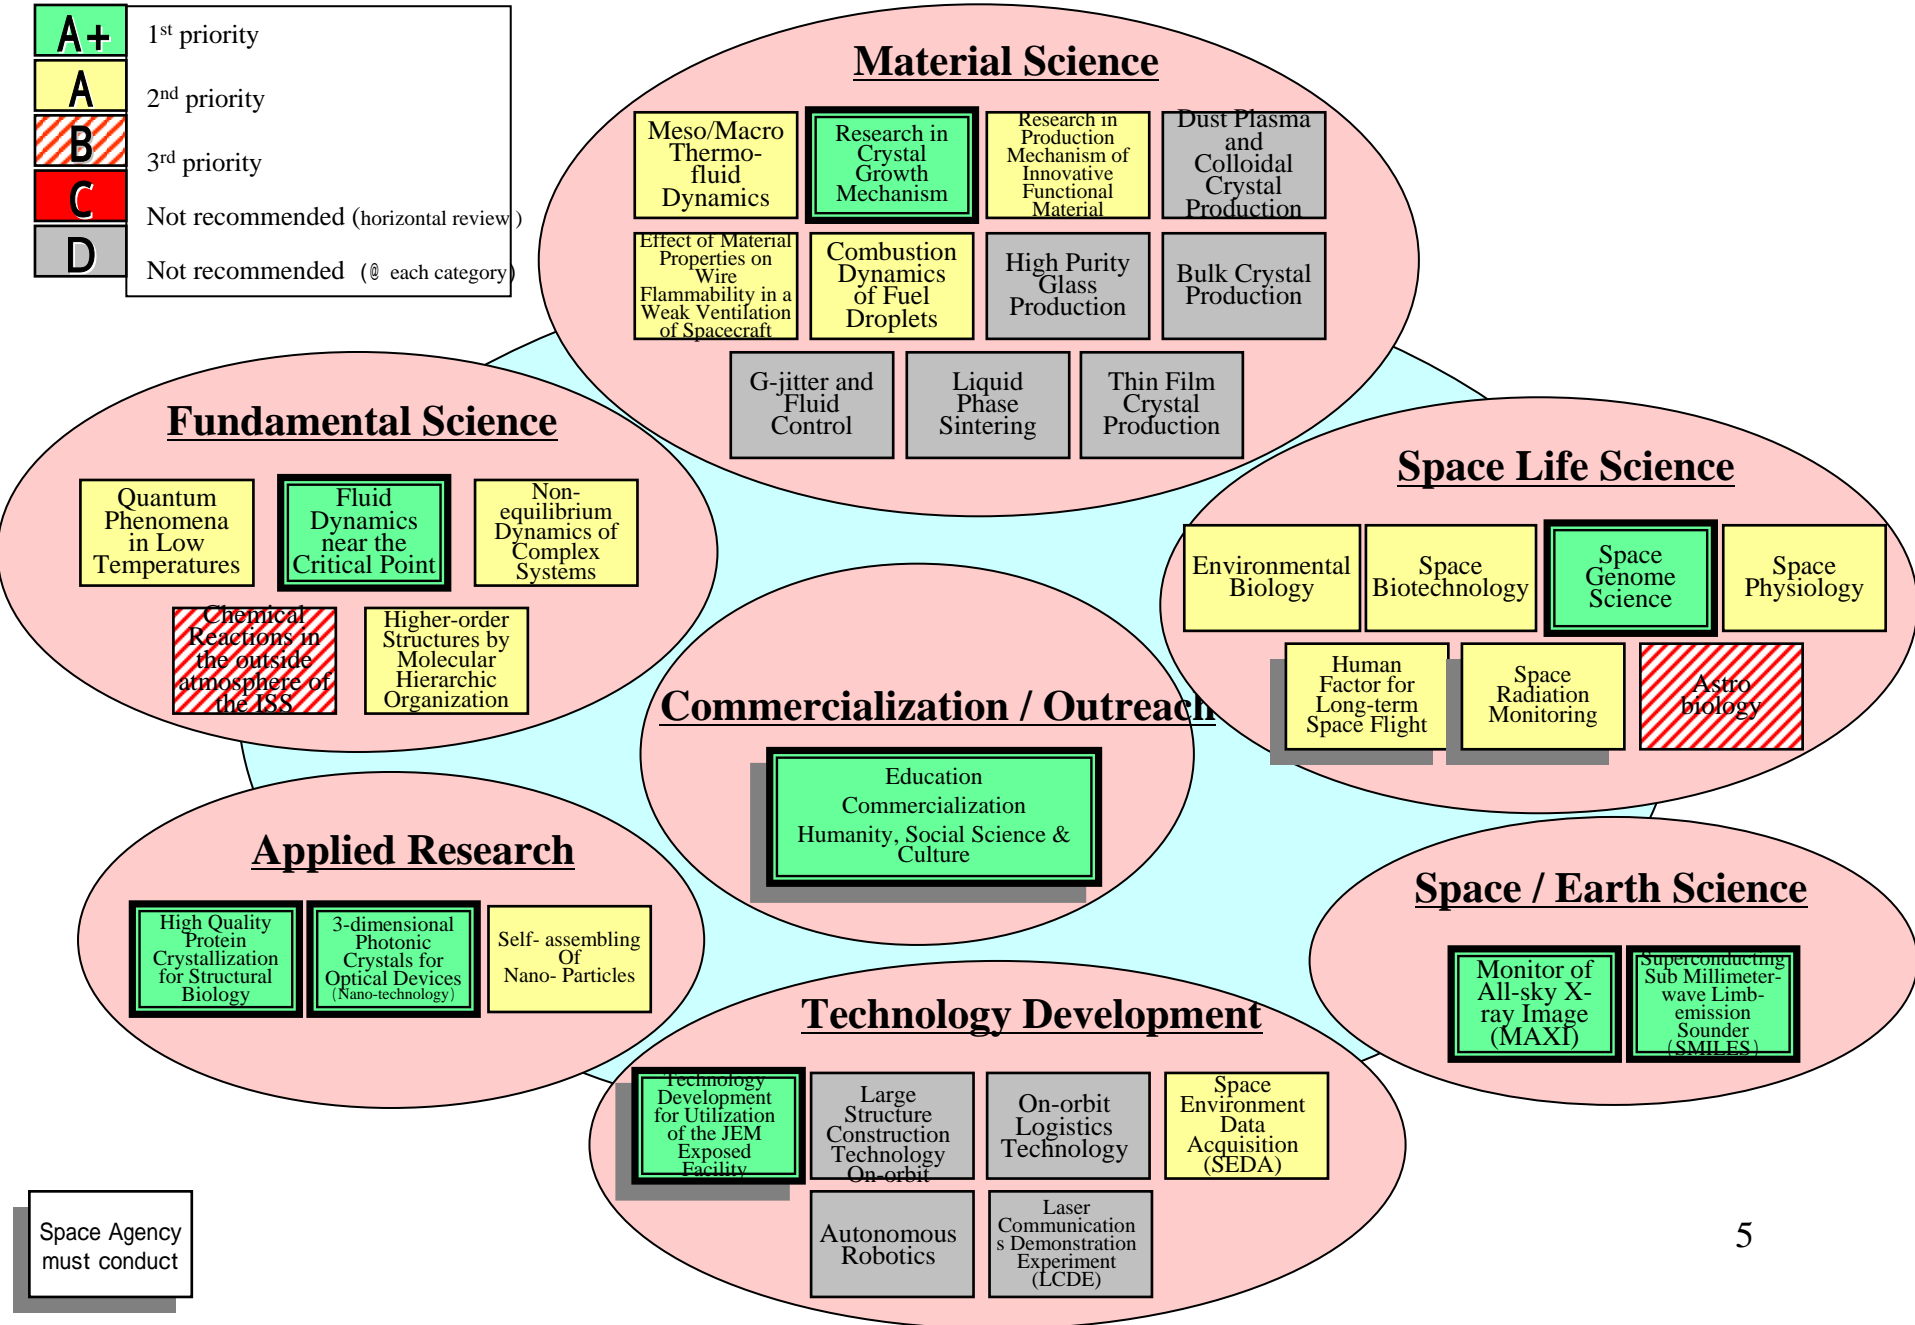 A+
1st priority
A
2nd priority
B
3rd priority
C
Not recommended (horizontal review)
D
Not recommended (@ each category)
Material Science
Meso/Macro
Thermo-
fluid
Dynamics
Research in
Crystal
Growth
Mechanism
Research in
Production
Mechanism of
Innovative
Functional
Material
Dust Plasma
and
Colloidal
Crystal
Production
Effect of Material
Properties on
Wire
Flammability in a
Weak Ventilation
of Spacecraft
Combustion
Dynamics
of Fuel
Droplets
High Purity
Glass
Production
Bulk Crystal
Production
G-jitter and
Fluid
Control
Liquid
Phase
Sintering
Thin Film
Crystal
Production
Fundamental Science
Quantum
Phenomena
in Low
Temperatures
Fluid
Dynamics
near the
Critical Point
Non-
equilibrium
Dynamics of
Complex
Systems
Chemical
Reactions in
the outside
atmosphere of
the ISS
Higher-order
Structures by
Molecular
Hierarchic
Organization
Space Life Science
Environmental
Biology
Space
Biotechnology
Space
Genome
Science
Space
Physiology
Human
Factor for
Long-term
Space Flight
Space
Radiation
Monitoring
Astro
biology
Commercialization / Outreach
Education
Commercialization
Humanity, Social Science &
Culture
Applied Research
High Quality
Protein
Crystallization
for Structural
Biology
3-dimensional
Photonic
Crystals for
Optical Devices
(Nano-technology)
Self- assembling
Of
Nano- Particles
Space / Earth Science
Monitor of
All-sky X-
ray Image
(MAXI)
Superconducting
Sub Millimeter-
wave Limb-
emission
Sounder
(SMILES)
Technology Development
Technology
Development
for Utilization
of the JEM
Exposed
Facility
Large
Structure
Construction
Technology
On-orbit
On-orbit
Logistics
Technology
Space
Environment
Data
Acquisition
(SEDA)
Autonomous
Robotics
Laser
Communication
s Demonstration
Experiment
(LCDE)
Space Agency
must conduct
5